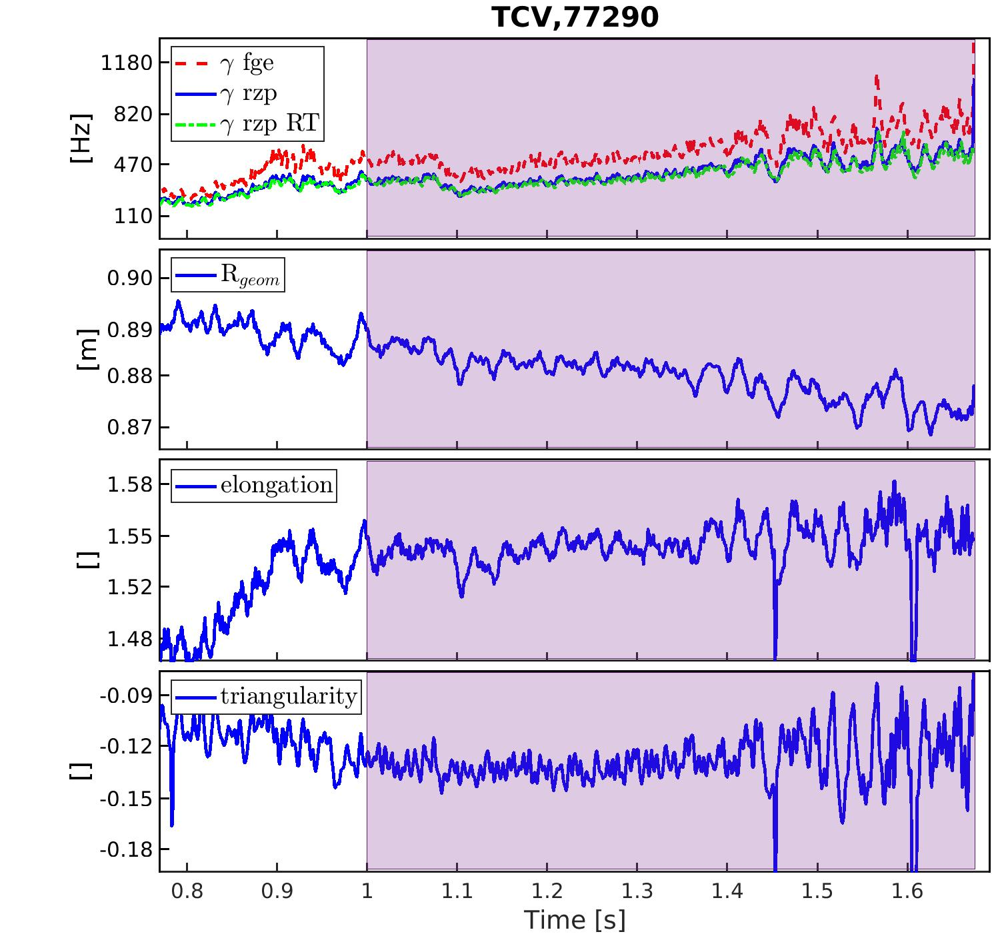 TCV,77290
[Hz]
1180
820
470
110
γ fge
γ rzp
γ rzp RT
[m]
0.90
0.89
0.88
0.87
R_geom
[]
1.58
1.55
1.52
1.48
elongation
[]
-0.09
-0.12
-0.15
-0.18
triangularity
0.8 0.9 1 1.1 1.2 1.3 1.4 1.5 1.6
Time [s]